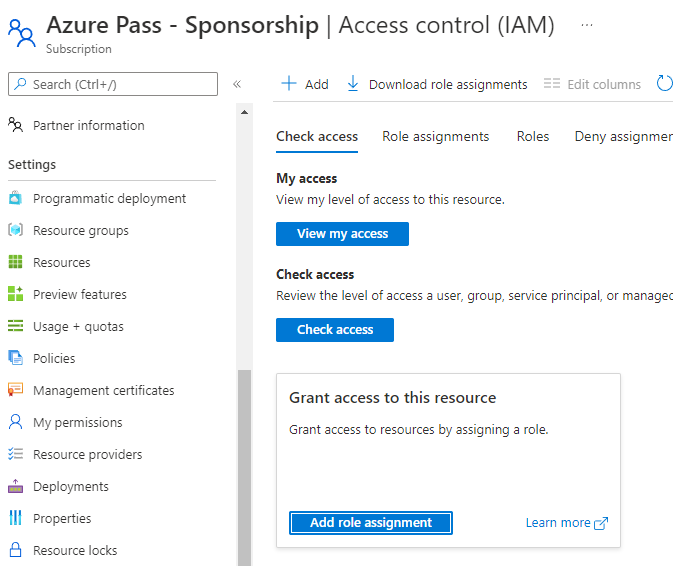 Azure Pass - Sponsorship | Access control (IAM) ...
Subscription
Search (Ctrl+/)
«
Partner information
Settings
Programmatic deployment
Resource groups
Resources
Preview features
Usage + quotas
Policies
Management certificates
My permissions
Resource providers
Deployments
Properties
Resource locks
Add
Download role assignments
Edit columns
Check access
Role assignments
Roles
Deny assignmen
My access
View my level of access to this resource.
View my access
Check access
Review the level of access a user, group, service principal, or managed
Check access
Grant access to this resource
Grant access to resources by assigning a role.
Add role assignment
Learn more